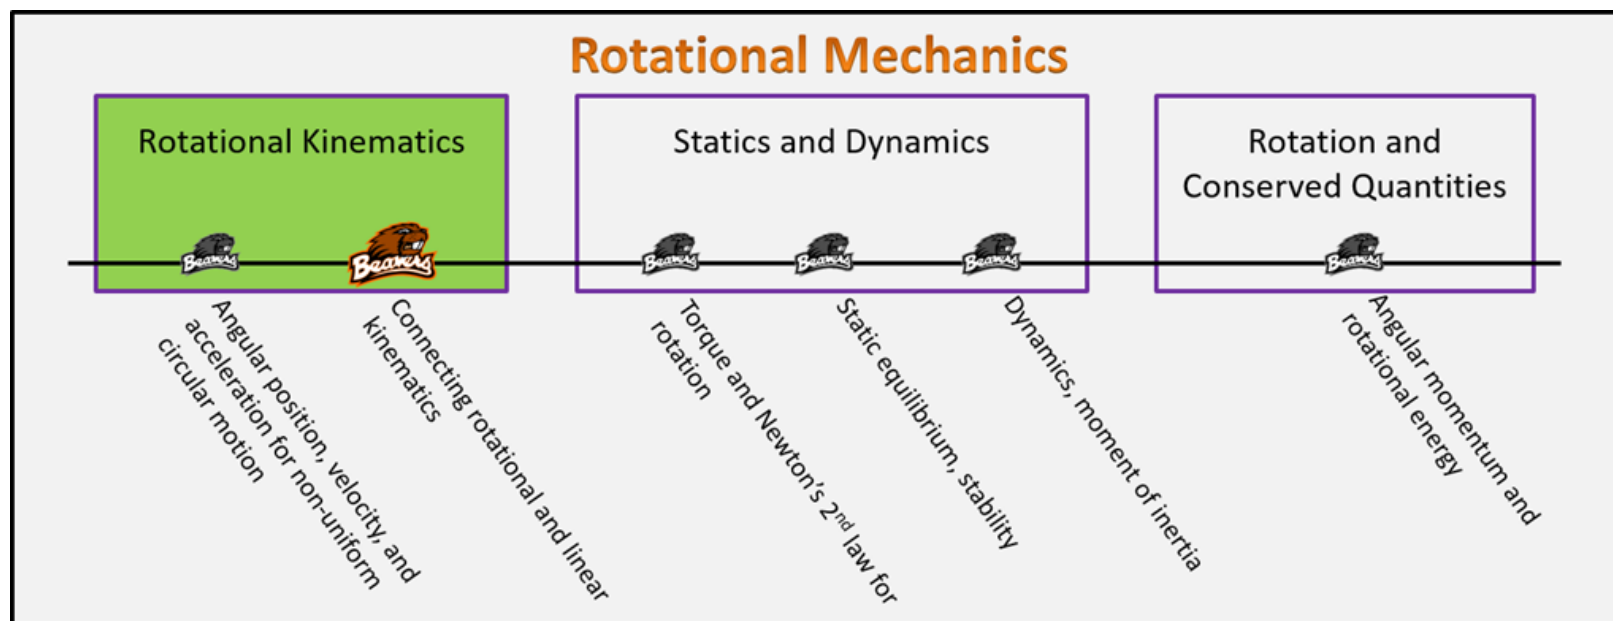 Rotational Mechanics
Rotational Kinematics
Statics and Dynamics
Rotation and
Conserved Quantities
Beavers
Beavers
Beavers
Beavers
Beavers
Beavers
Angular position, velocity, and
acceleration for non-uniform
circular motion
Connecting rotational and linear
kinematics
Torque and Newton's 2nd law for
rotation
Static equilibrium, stability
Dynamics, moment of inertia
Angular momentum and
rotational energy